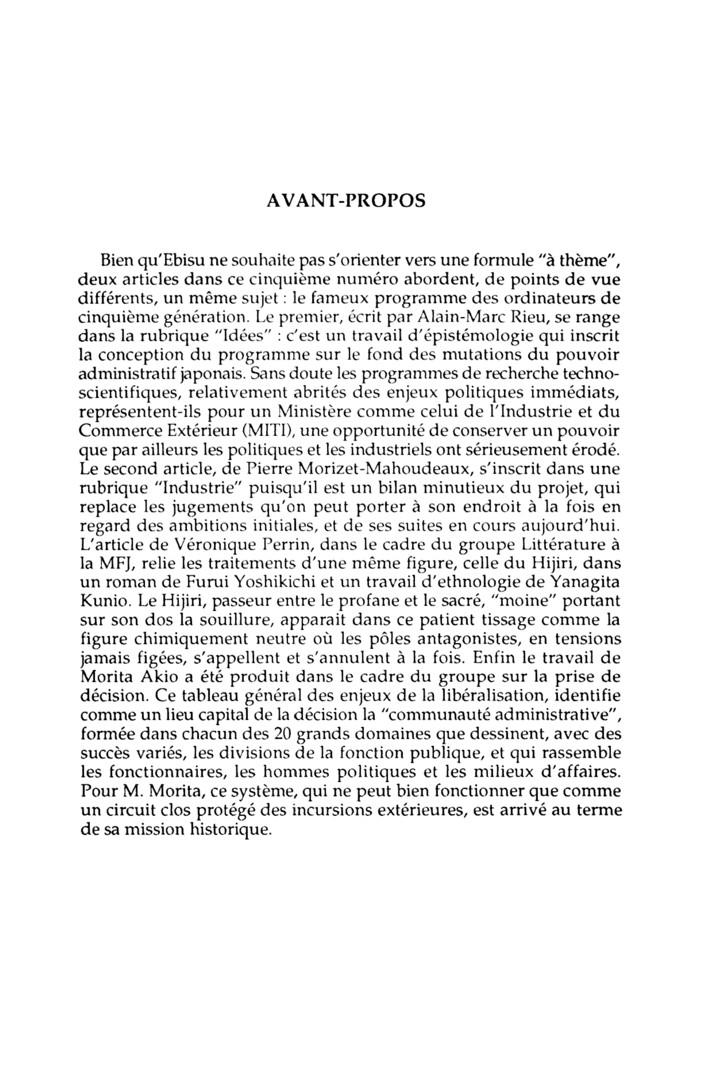 AVANT-PROPOS
Bien qu'Ebisu ne souhaite pas s'orienter vers une formule "à thème",
deux articles dans ce cinquième numéro abordent, de points de vue
différents, un même sujet : le fameux programme des ordinateurs de
cinquième génération. Le premier, écrit par Alain-Marc Rieu, se range
dans la rubrique "Idées" : c'est un travail d'épistémologie qui inscrit
la conception du programme sur le fond des mutations du pouvoir
administratif japonais. Sans doute les programmes de recherche techno-
scientifiques, relativement abrités des enjeux politiques immédiats,
représentent-ils pour un Ministère comme celui de l'Industrie et du
Commerce Extérieur (MITI), une opportunité de conserver un pouvoir
que par ailleurs les politiques et les industriels ont sérieusement érodé.
Le second article, de Pierre Morizet-Mahoudeaux, s'inscrit dans une
rubrique "Industrie" puisqu'il est un bilan minutieux du projet, qui
replace les jugements qu'on peut porter à son endroit à la fois en
regard des ambitions initiales, et de ses suites en cours aujourd'hui.
L'article de Véronique Perrin, dans le cadre du groupe Littérature à
la MFJ, relie les traitements d'une même figure, celle du Hijiri, dans
un roman de Furui Yoshikichi et un travail d'ethnologie de Yanagita
Kunio. Le Hijiri, passeur entre le profane et le sacré, "moine" portant
sur son dos la souillure, apparait dans ce patient tissage comme la
figure chimiquement neutre où les pôles antagonistes, en tensions
jamais figées, s'appellent et s'annulent à la fois. Enfin le travail de
Morita Akio a été produit dans le cadre du groupe sur la prise de
décision. Ce tableau général des enjeux de la libéralisation, identifie
comme un lieu capital de la décision la "communauté administrative",
formée dans chacun des 20 grands domaines que dessinent, avec des
succès variés, les divisions de la fonction publique, et qui rassemble
les fonctionnaires, les hommes politiques et les milieux d'affaires.
Pour M. Morita, ce système, qui ne peut bien fonctionner que comme
un circuit clos protégé des incursions extérieures, est arrivé au terme
de sa mission historique.